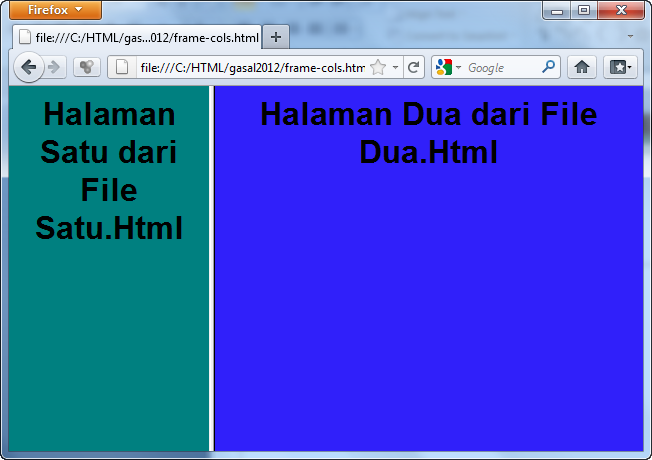 Firefox
file:///C:/HTML/gas...012/frame-cols.html
file:///C:/HTML/gasal2012/frame-cols.htm
Google
Halaman
Satu dari
File
Satu.Html
Halaman Dua dari File
Dua.Html